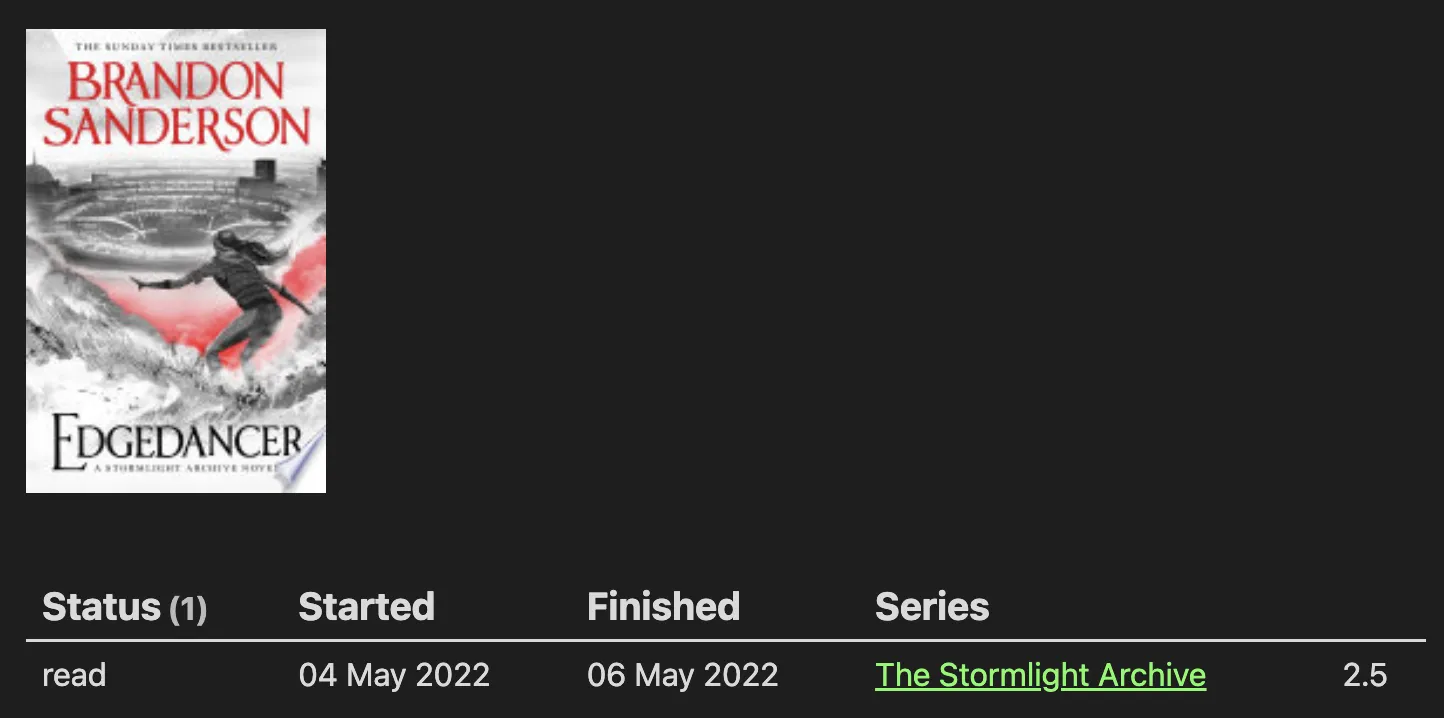 THE SUNDAY TIMES BESTSELLER
BRANDON
SANDERSON
EDGEDANCER
A STORMLIGHT ARCHIVE
Status (1) Started Finished Series
read 04 May 2022 06 May 2022 The Stormlight Archive 2.5